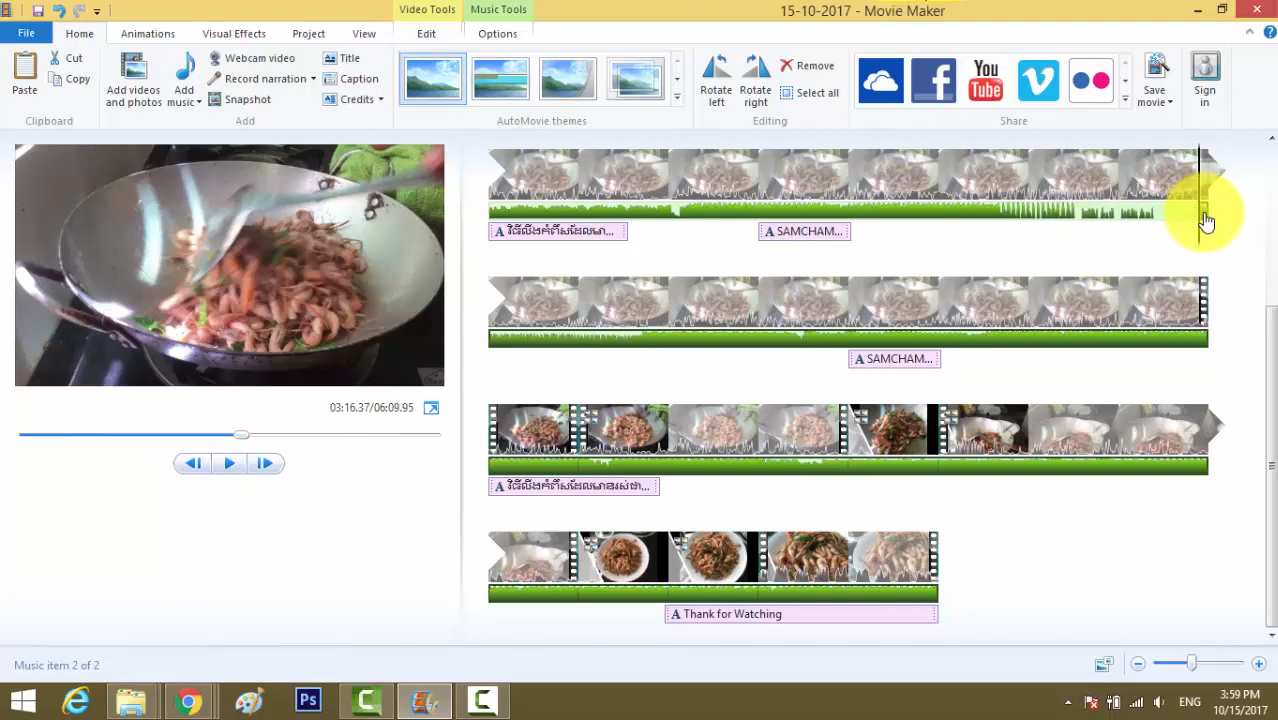 Video Tools
Music Tools
15-10-2017 - Movie Maker
File
Home
Animations
Visual Effects
Project
View
Edit
Options
Paste
Cut
Copy
Clipboard
Add videos
and photos
Add
music
Webcam video
Record narration
Snapshot
Title
Caption
Credits
Add
AutoMovie themes
Rotate
left
Rotate
right
Remove
Select all
Editing
You
Tube
Share
Save
movie
Sign
in
A SAMCHAM...
A SAMCHAM...
A Thank for Watching
03:16.37/06:09.95
Music item 2 of 2
Ps
ENG
3:59 PM
10/15/2017